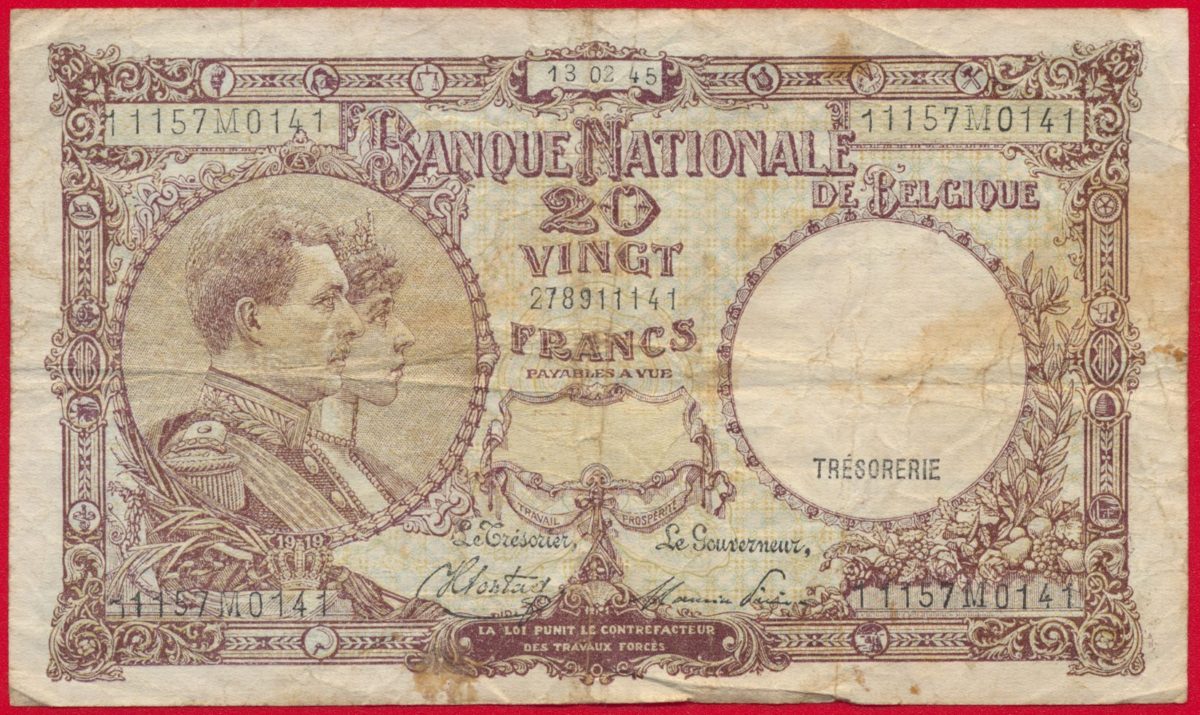 13 02 45
11157M0141
11157M0141
BANQUE NATIONALE
DE BELGIQUE
20
VINGT
278911141
FRANCS
PAYABLES A VUE
TRÉSORERIE
TRAVAIL PROSPÉRITÉ
1919
Le Trésorier,
Le Gouverneur,
11157M0141
11157M0141
LA LOI PUNIT LE CONTREFACTEUR
DES TRAVAUX FORCÉS